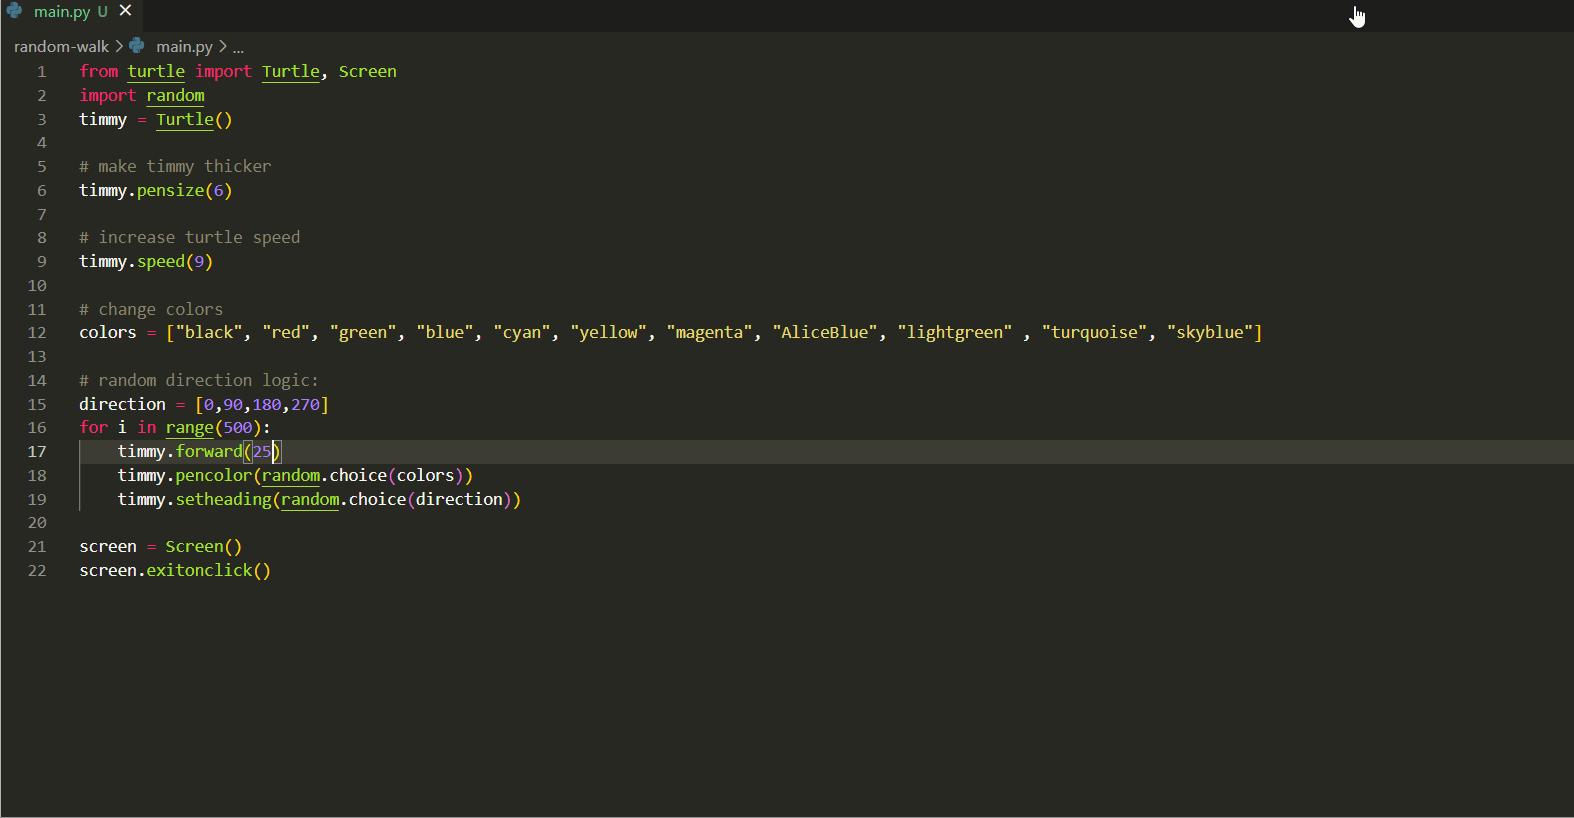 main.py U ×
random-walk > main.py > ...
1 from turtle import Turtle, Screen
2 import random
3 timmy = Turtle()
4
5 # make timmy thicker
6 timmy.pensize(6)
7
8 # increase turtle speed
9 timmy.speed(9)
10
11 # change colors
12 colors = ["black", "red", "green", "blue", "cyan", "yellow", "magenta", "AliceBlue", "lightgreen" , "turquoise", "skyblue"]
13
14 # random direction logic:
15 direction = [0,90,180,270]
16 for i in range(500):
17     timmy.forward(25)
18     timmy.pencolor(random.choice(colors))
19     timmy.setheading(random.choice(direction))
20
21 screen = Screen()
22 screen.exitonclick()